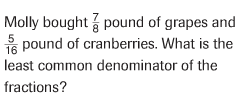 Molly bought 7/8 pound of grapes and
5/16 pound of cranberries. What is the
least common denominator of the
fractions?